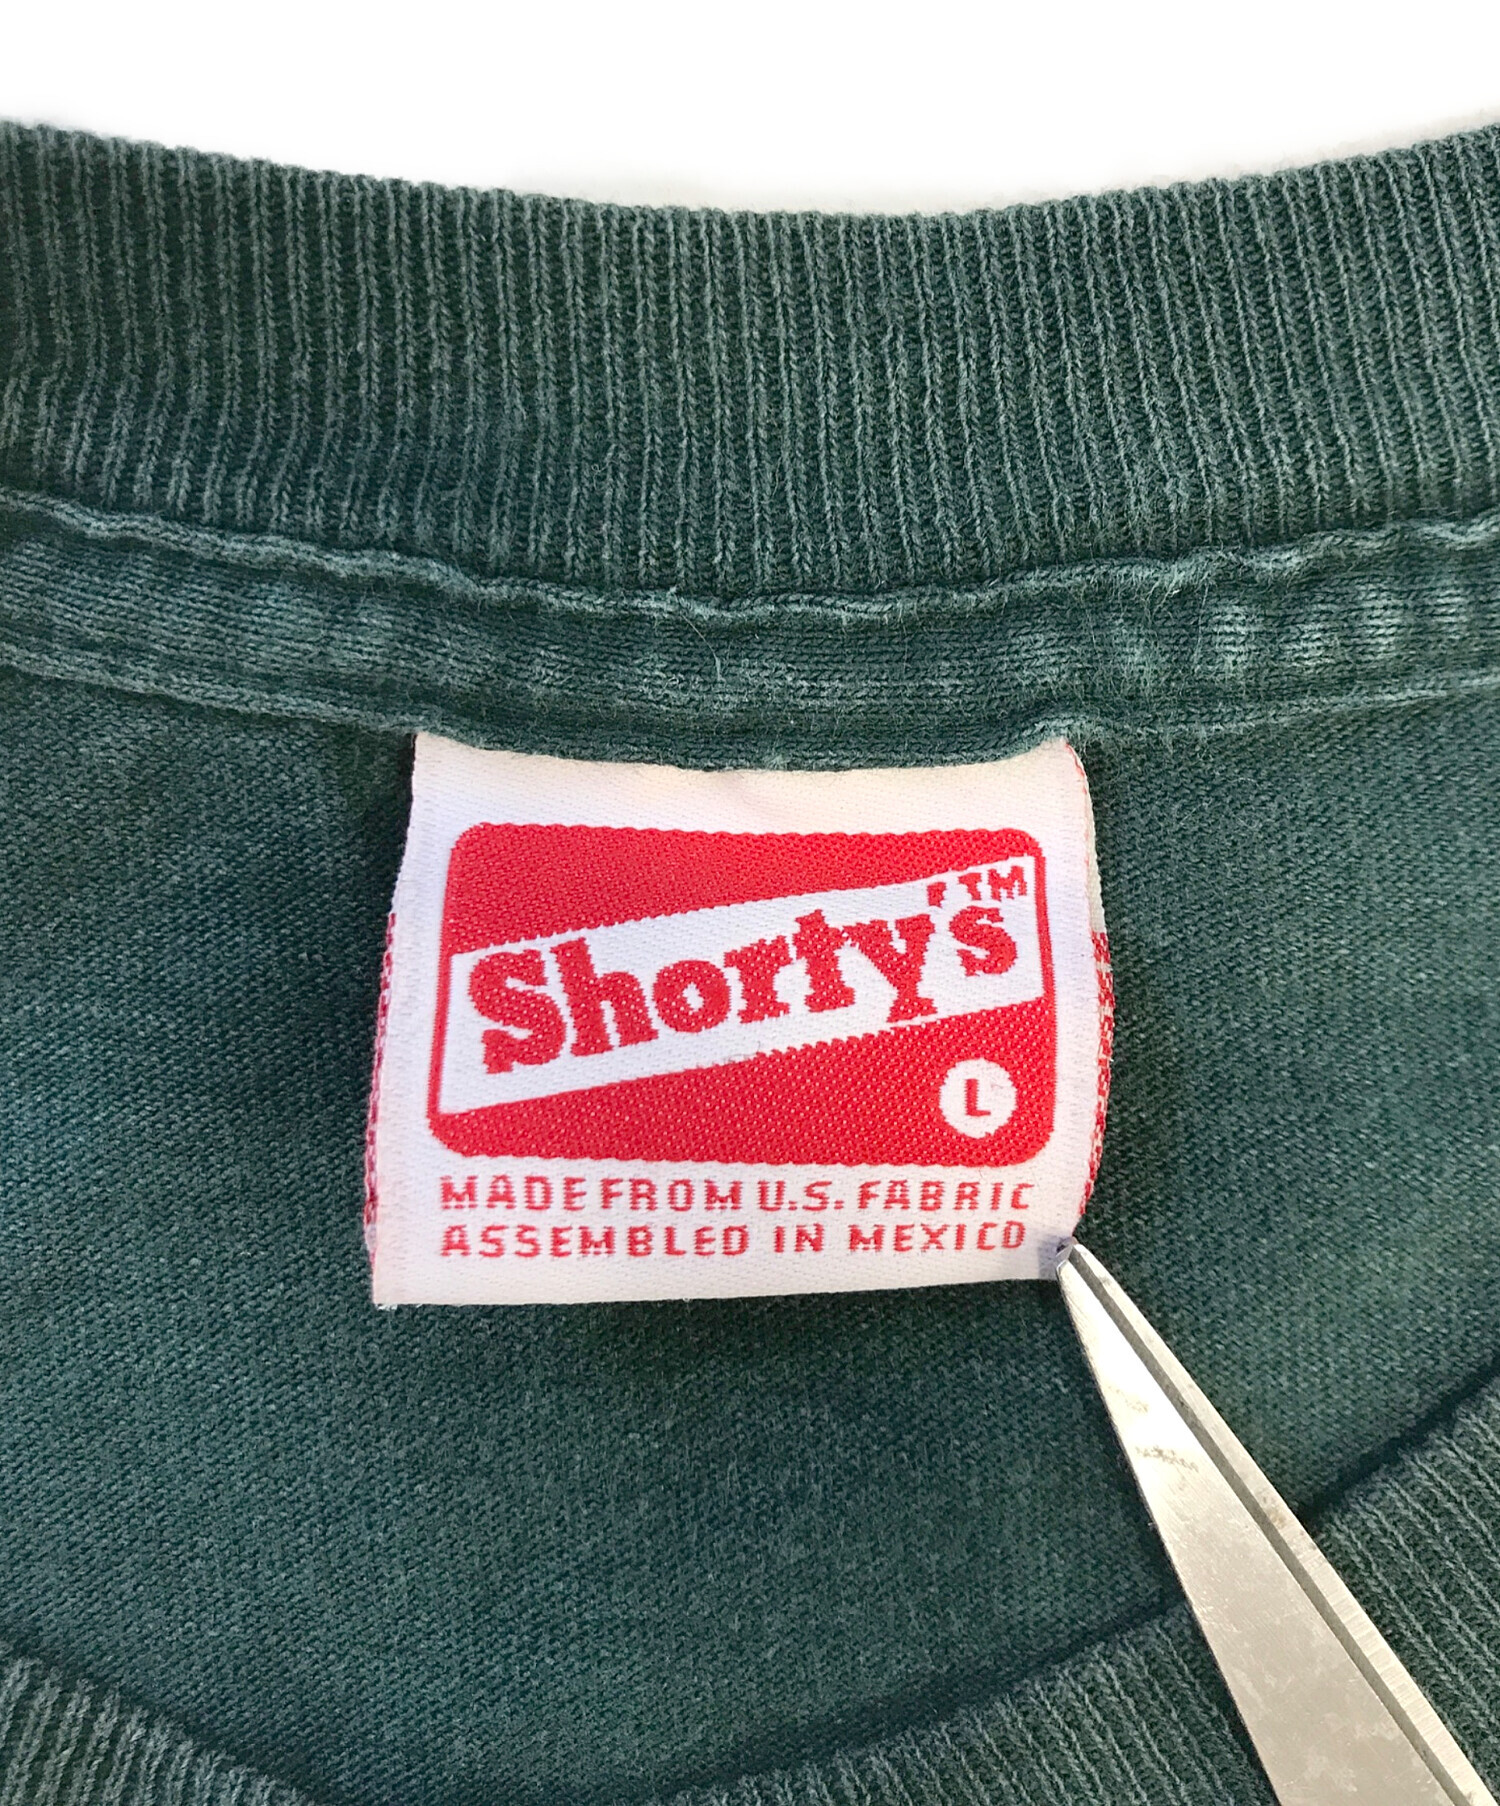 Shorty's TM
L
MADE FROM U.S. FABRIC
ASSEMBLED IN MEXICO